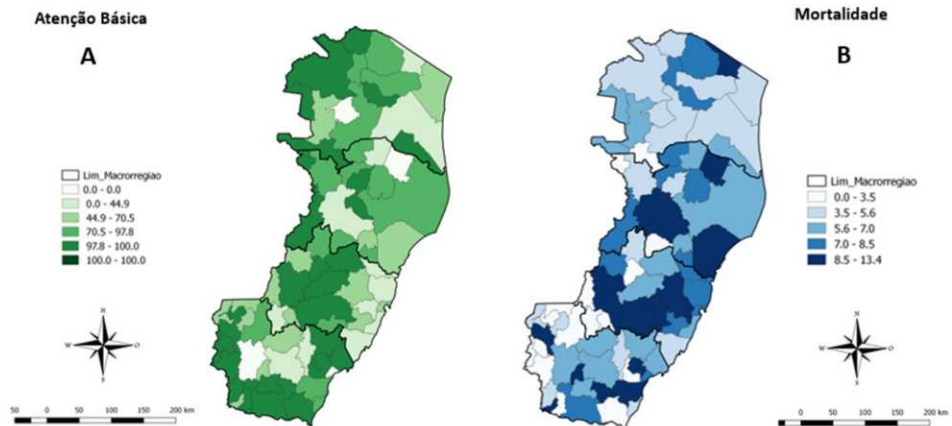 Atenção Básica
A
Lim_Macrorregiao
0.0 - 0.0
0.0 - 44.9
44.9 - 70.5
70.5 - 97.8
97.8 - 100.0
100.0 - 100.0
N
W
O
S
50 0 50 100 150 200 km
Mortalidade
B
Lim_Macrorregiao
0.0 - 3.5
3.5 - 5.6
5.6 - 7.0
7.0 - 8.5
8.5 - 13.4
N
W
O
S
0 50 100 150 200 km